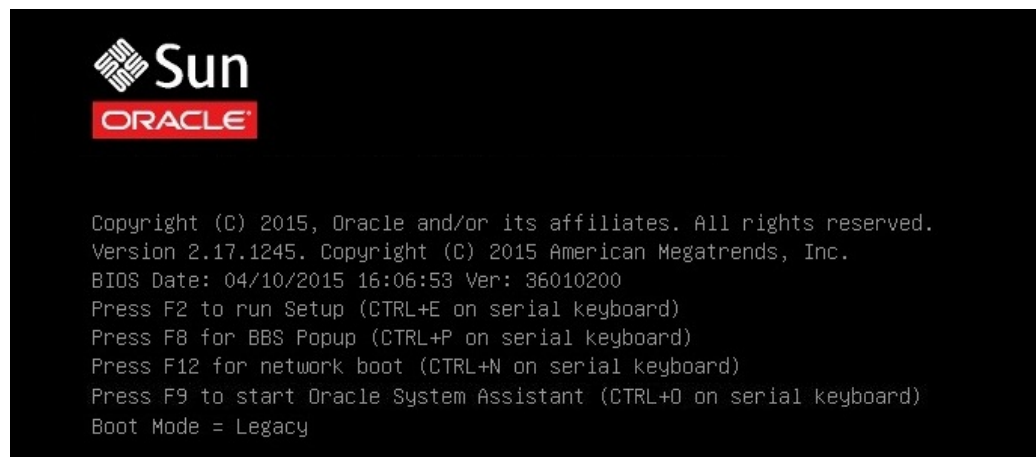 Sun
ORACLE
Copyright (C) 2015, Oracle and/or its affiliates. All rights reserved.
Version 2.17.1245. Copyright (C) 2015 American Megatrends, Inc.
BIOS Date: 04/10/2015 16:06:53 Ver: 36010200
Press F2 to run Setup (CTRL+E on serial keyboard)
Press F8 for BBS Popup (CTRL+P on serial keyboard)
Press F12 for network boot (CTRL+N on serial keyboard)
Press F9 to start Oracle System Assistant (CTRL+O on serial keyboard)
Boot Mode = Legacy